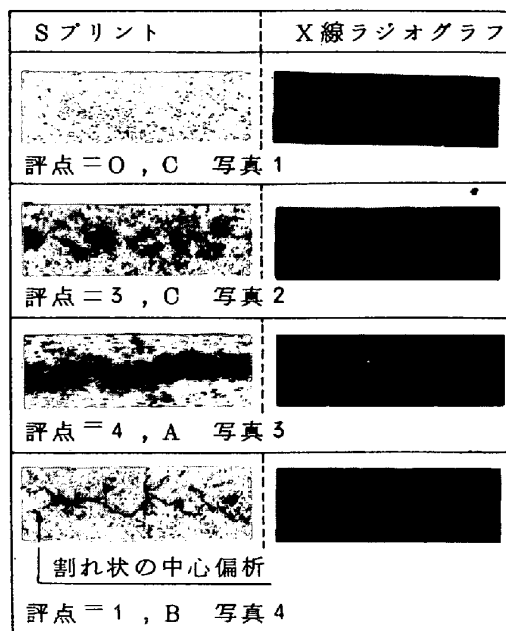 Sプリント X線ラジオグラフ
評点=0，C 写真1
評点=3，C 写真2
評点=4，A 写真3
割れ状の中心偏析
評点=1，B 写真4